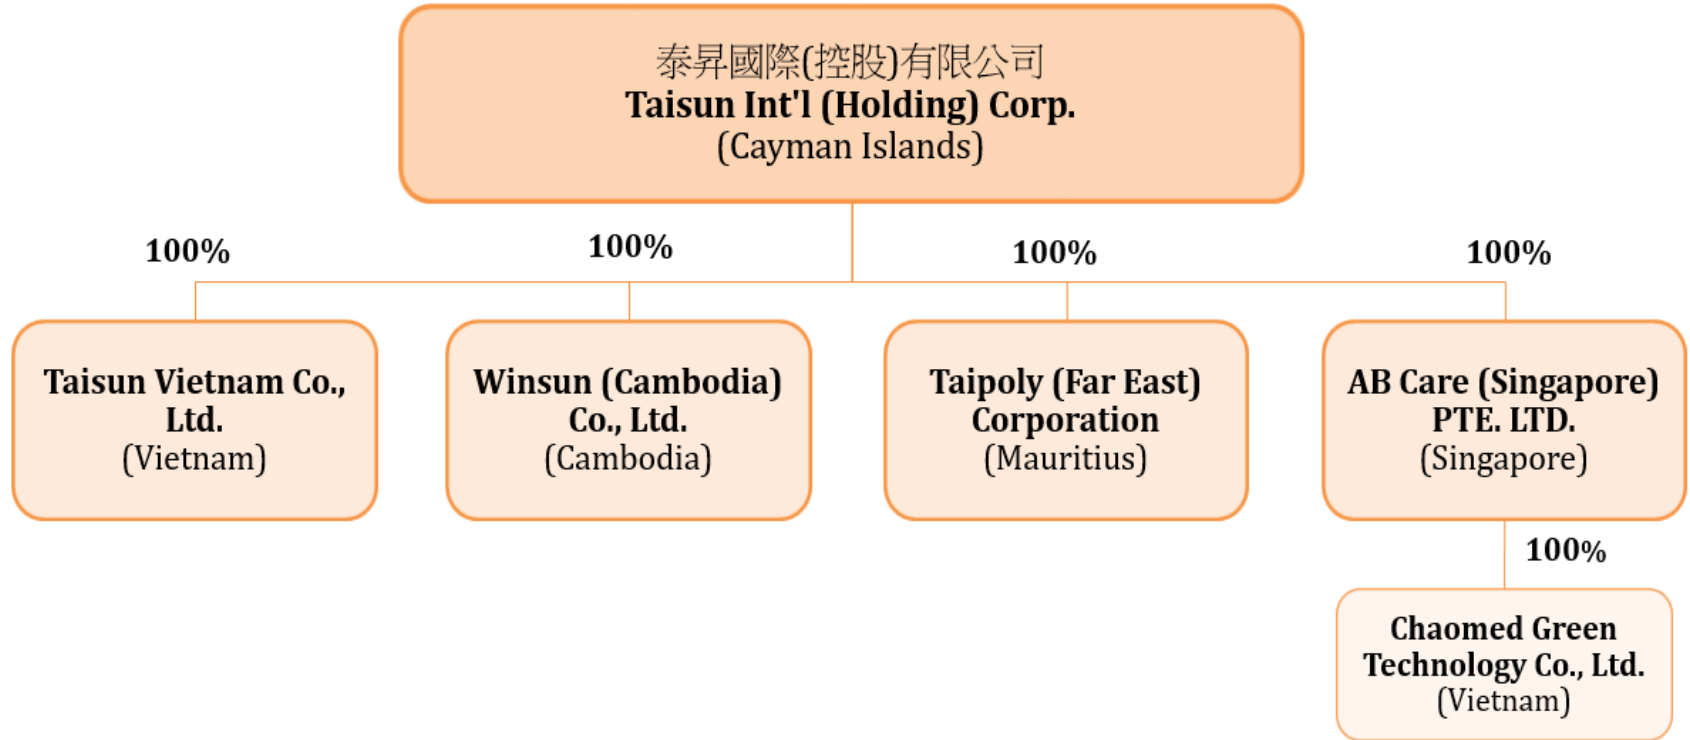 泰昇國際(控股)有限公司
Taisun Int'l (Holding) Corp.
(Cayman Islands)
100%
100%
100%
100%
Taisun Vietnam Co.,
Ltd.
(Vietnam)
Winsun (Cambodia)
Co., Ltd.
(Cambodia)
Taipoly (Far East)
Corporation
(Mauritius)
AB Care (Singapore)
PTE. LTD.
(Singapore)
100%
Chaomed Green
Technology Co., Ltd.
(Vietnam)